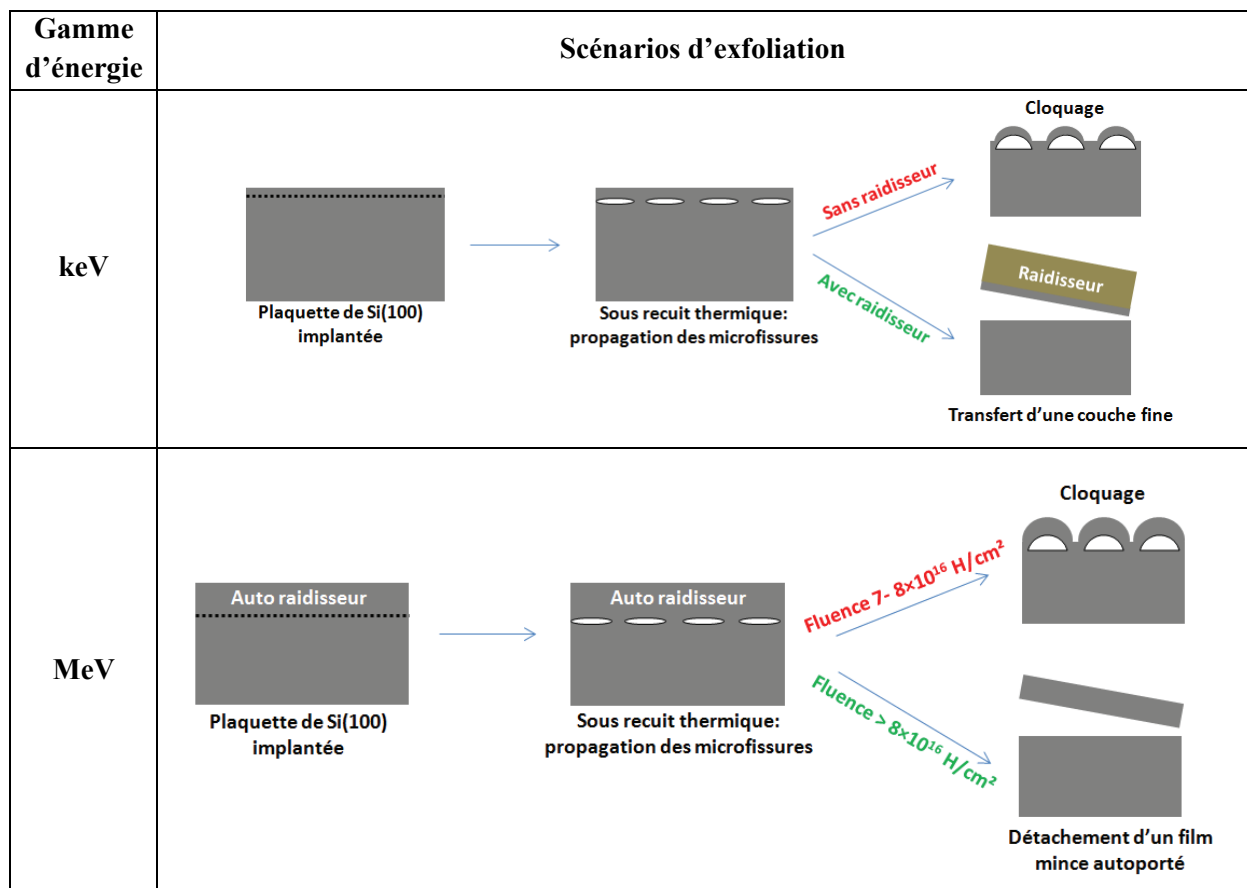 Gamme
d'énergie
Scénarios d'exfoliation
keV
Plaquette de Si(100)
implantée
Sous recuit thermique:
propagation des microfissures
Sans raidisseur
Avec raidisseur
Cloquage
Raidisseur
Transfert d'une couche fine
MeV
Auto raidisseur
Plaquette de Si(100)
implantée
Auto raidisseur
Sous recuit thermique:
propagation des microfissures
Fluence 7- 8×10¹⁶ H/cm²
Fluence > 8×10¹⁶ H/cm²
Cloquage
Détachement d'un film
mince autoporté